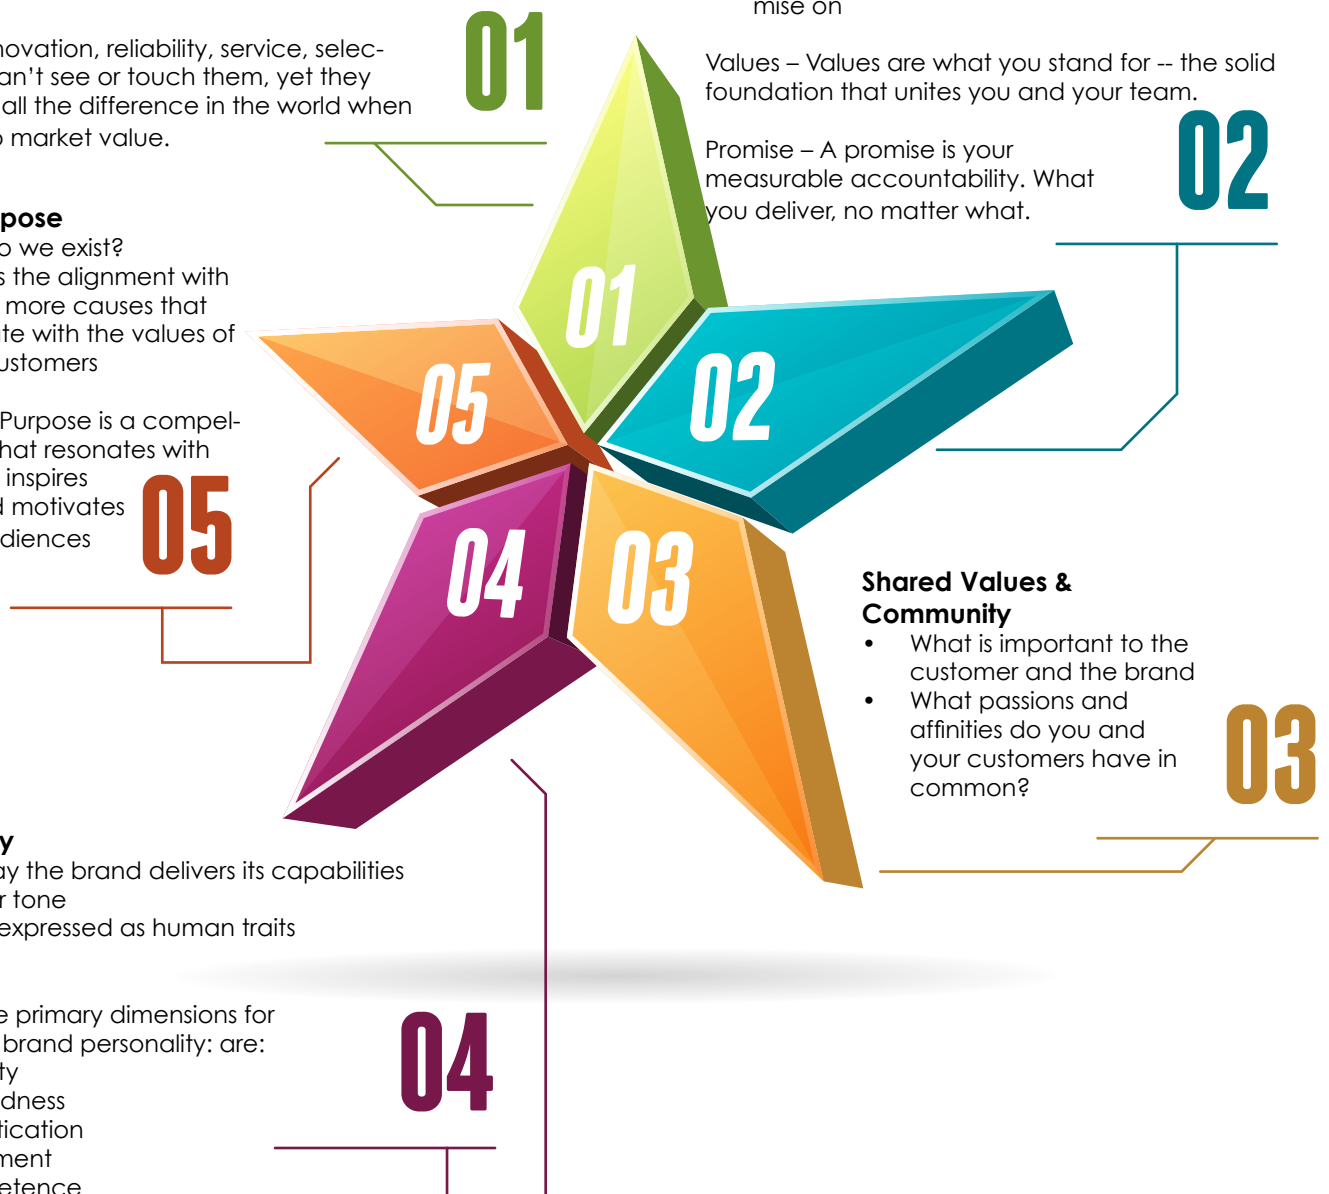 01
novation, reliability, service, selec-
an't see or touch them, yet they
all the difference in the world when
o market value.
mise on
Values – Values are what you stand for -- the solid
foundation that unites you and your team.
Promise – A promise is your
measurable accountability. What
you deliver, no matter what.
02
pose
o we exist?
s the alignment with
more causes that
te with the values of
ustomers
Purpose is a compel-
hat resonates with
inspires
d motivates
diences
05
01
02
03
04
05
Shared Values &
Community
• What is important to the
customer and the brand
• What passions and
affinities do you and
your customers have in
common?
03
y
ay the brand delivers its capabilities
r tone
expressed as human traits
e primary dimensions for
brand personality: are:
ty
dness
tication
ment
etence
04